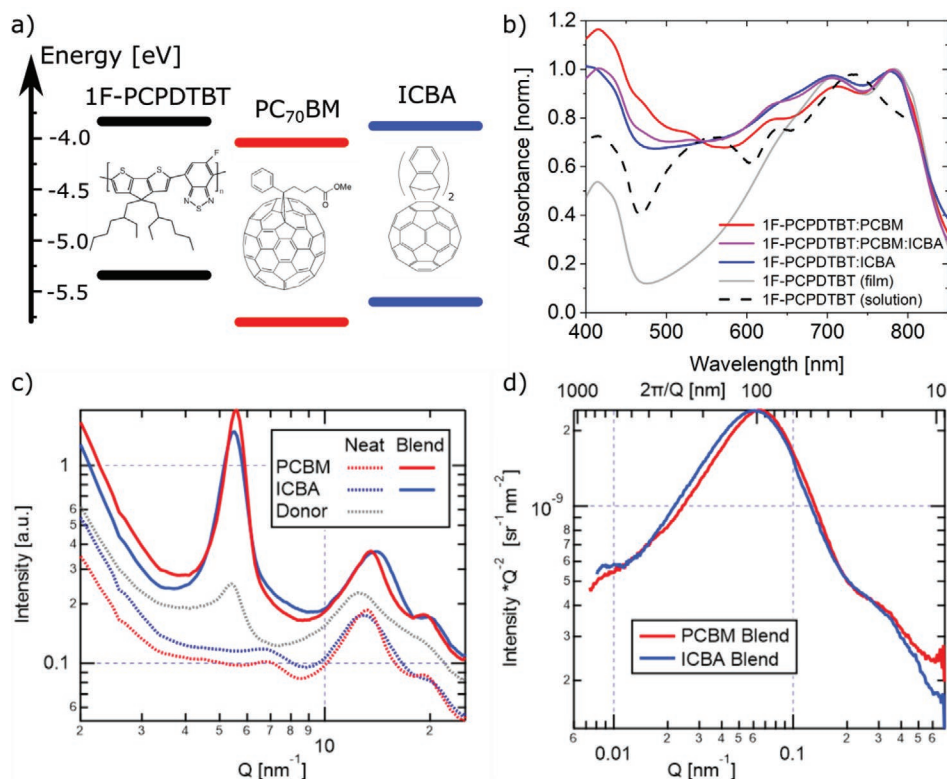 a)
Energy [eV]
1F-PCPDTBT
PC70BM
ICBA
-4.0
-4.5
-5.0
-5.5
S
S
F
N
N
S
n
OMe
O
2
b)
Absorbance [norm.]
1.2
1.0
0.8
0.6
0.4
0.2
0.0
1F-PCPDTBT:PCBM
1F-PCPDTBT:PCBM:ICBA
1F-PCPDTBT:ICBA
1F-PCPDTBT (film)
1F-PCPDTBT (solution)
400 500 600 700 800
Wavelength [nm]
c)
Intensity [a.u.]
Neat Blend
PCBM
ICBA
Donor
1
6
5
4
3
2
0.1
6
2 3 4 5 6 7 8 9 10 2
Q [nm-1]
d)
1000 2π/Q [nm] 100 10
Intensity *Q-2 [sr-1 nm-2]
2
10-9
8
7
6
5
4
3
2
PCBM Blend
ICBA Blend
6 0.01 2 3 4 5 6 0.1 2 3 4 5 6
Q [nm-1]